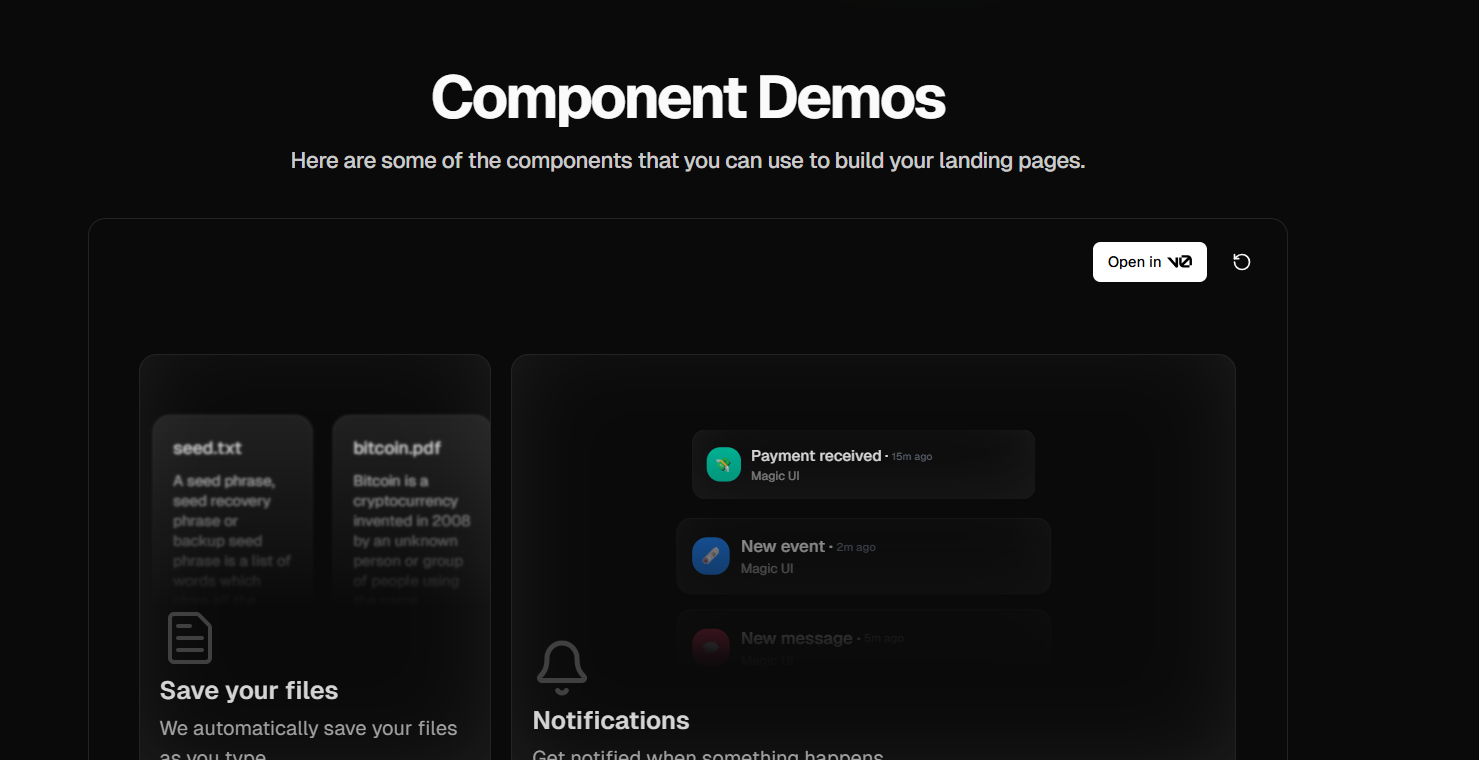 Component Demos
Here are some of the components that you can use to build your landing pages.
Open in v0
seed.txt
A seed phrase,
seed recovery
phrase or
backup seed
phrase is a list of
words which
bitcoin.pdf
Bitcoin is a
cryptocurrency
invented in 2008
by an unknown
person or group
of people using
Save your files
We automatically save your files
as you type
Payment received · 15m ago
Magic UI
New event · 2m ago
Magic UI
New message · 5m ago
Magic UI
Notifications
Get notified when something happens